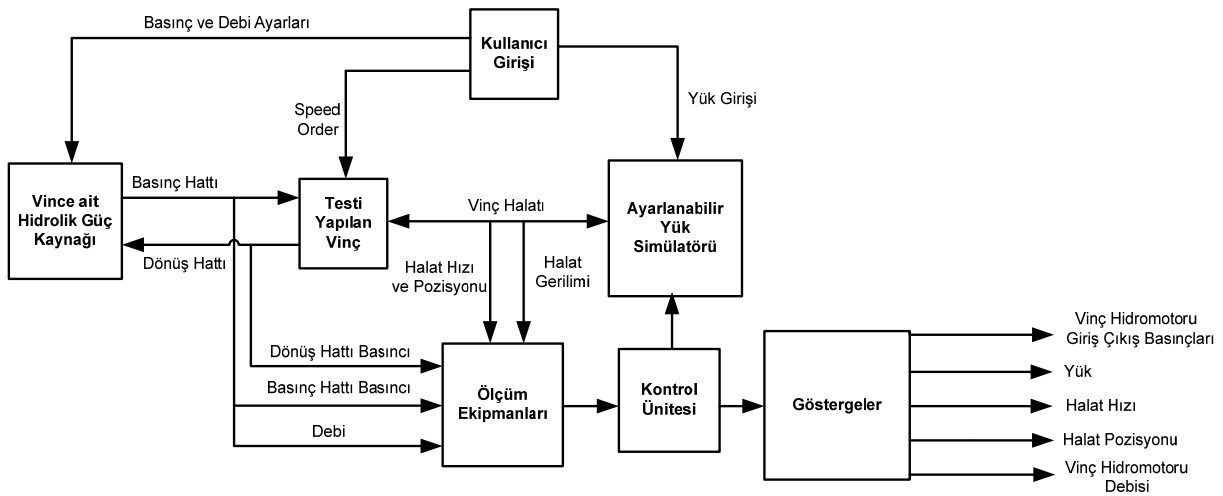 Basınç ve Debi Ayarları
Kullanıcı
Girişi
Speed
Order
Yük Girişi
Vince ait
Hidrolik Güç
Kaynağı
Basınç Hattı
Dönüş Hattı
Testi
Yapılan
Vinç
Vinç Halatı
Ayarlanabilir
Yük
Simülatörü
Halat Hızı
ve Pozisyonu
Halat
Gerilimi
Dönüş Hattı Basıncı
Basınç Hattı Basıncı
Debi
Ölçüm
Ekipmanları
Kontrol
Ünitesi
Göstergeler
Vinç Hidromotoru
Giriş Çıkış Basınçları
Yük
Halat Hızı
Halat Pozisyonu
Vinç Hidromotoru
Debisi